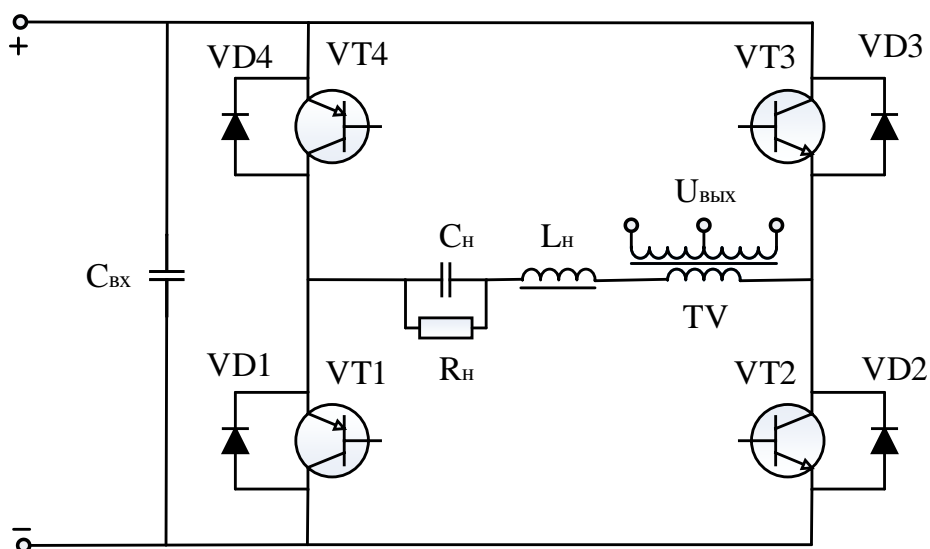 +
VD4
VT4
VT3
VD3
Uвых
Cн
Lн
Cвх
TV
Rн
VD1
VT1
VT2
VD2
−